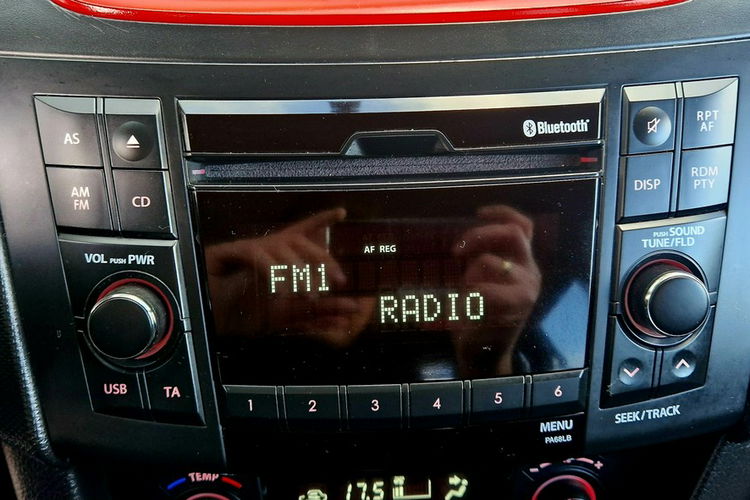 Bluetooth
AS
AM
FM
CD
RPT
AF
DISP
RDM
PTY
VOL PUSH PWR
PUSH SOUND
TUNE/FLD
AF REG
FM1
RADIO
USB
TA
1 2 3 4 5 6
MENU
PA68LB
SEEK/TRACK
TEMP
17.5